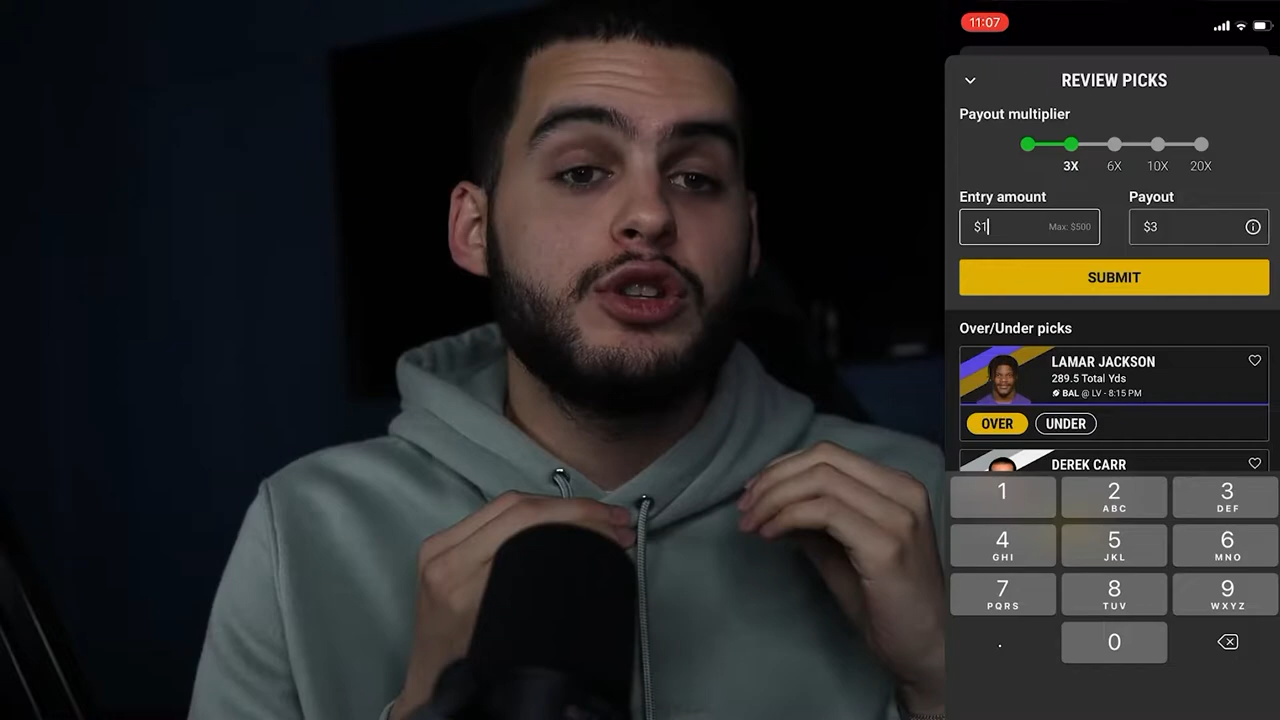 11:07
REVIEW PICKS
Payout multiplier
3X 6X 10X 20X
Entry amount Payout
$1 Max: $500 $3
SUBMIT
Over/Under picks
LAMAR JACKSON
289.5 Total Yds
BAL @ LV - 8:15 PM
OVER UNDER
DEREK CARR
1 2 3
ABC DEF
4 5 6
GHI JKL MNO
7 8 9
PQRS TUV WXYZ
. 0